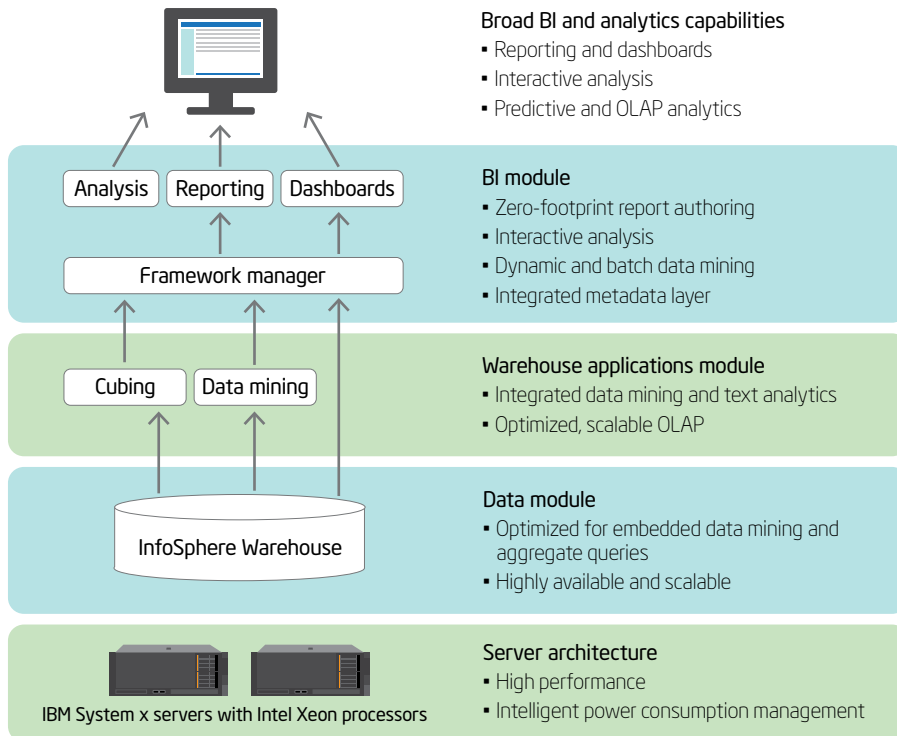 Broad BI and analytics capabilities
▪ Reporting and dashboards
▪ Interactive analysis
▪ Predictive and OLAP analytics
Analysis
Reporting
Dashboards
Framework manager
BI module
▪ Zero-footprint report authoring
▪ Interactive analysis
▪ Dynamic and batch data mining
▪ Integrated metadata layer
Cubing
Data mining
Warehouse applications module
▪ Integrated data mining and text analytics
▪ Optimized, scalable OLAP
InfoSphere Warehouse
Data module
▪ Optimized for embedded data mining and
aggregate queries
▪ Highly available and scalable
IBM System x servers with Intel Xeon processors
Server architecture
▪ High performance
▪ Intelligent power consumption management